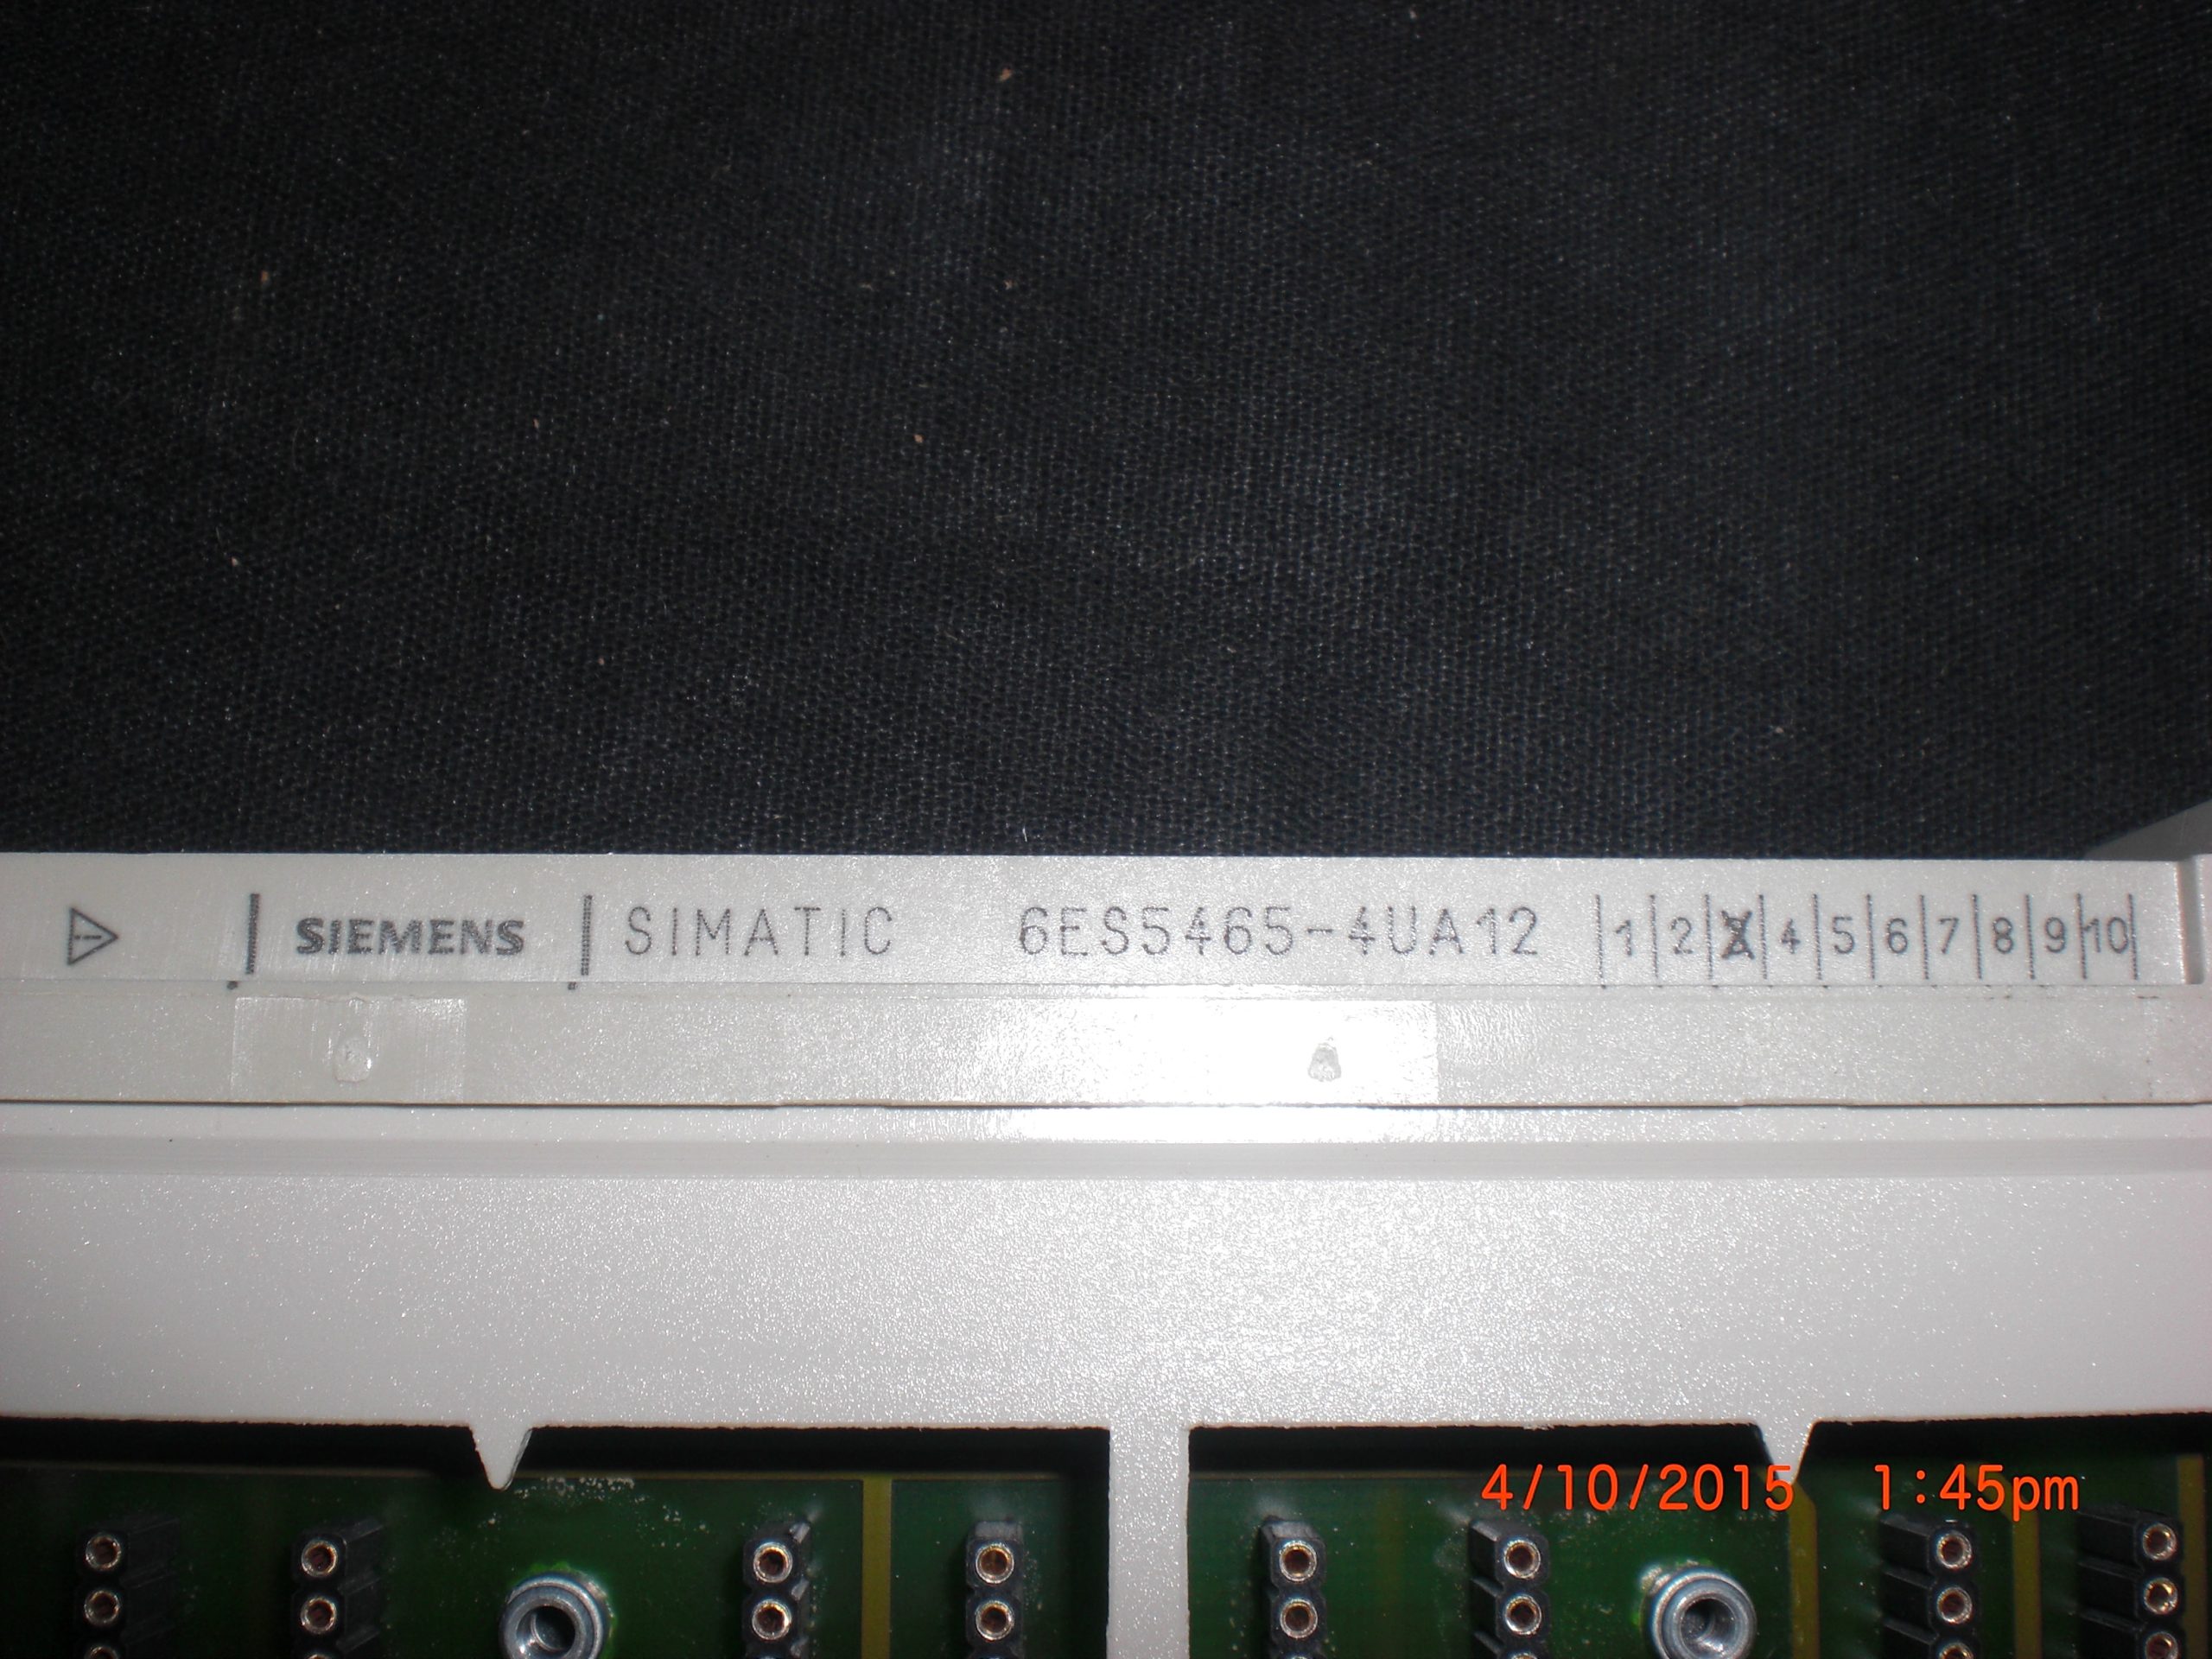 SIEMENS SIMATIC 6ES5465-4UA12 1 2 X 4 5 6 7 8 9 10
4/10/2015 1:45pm